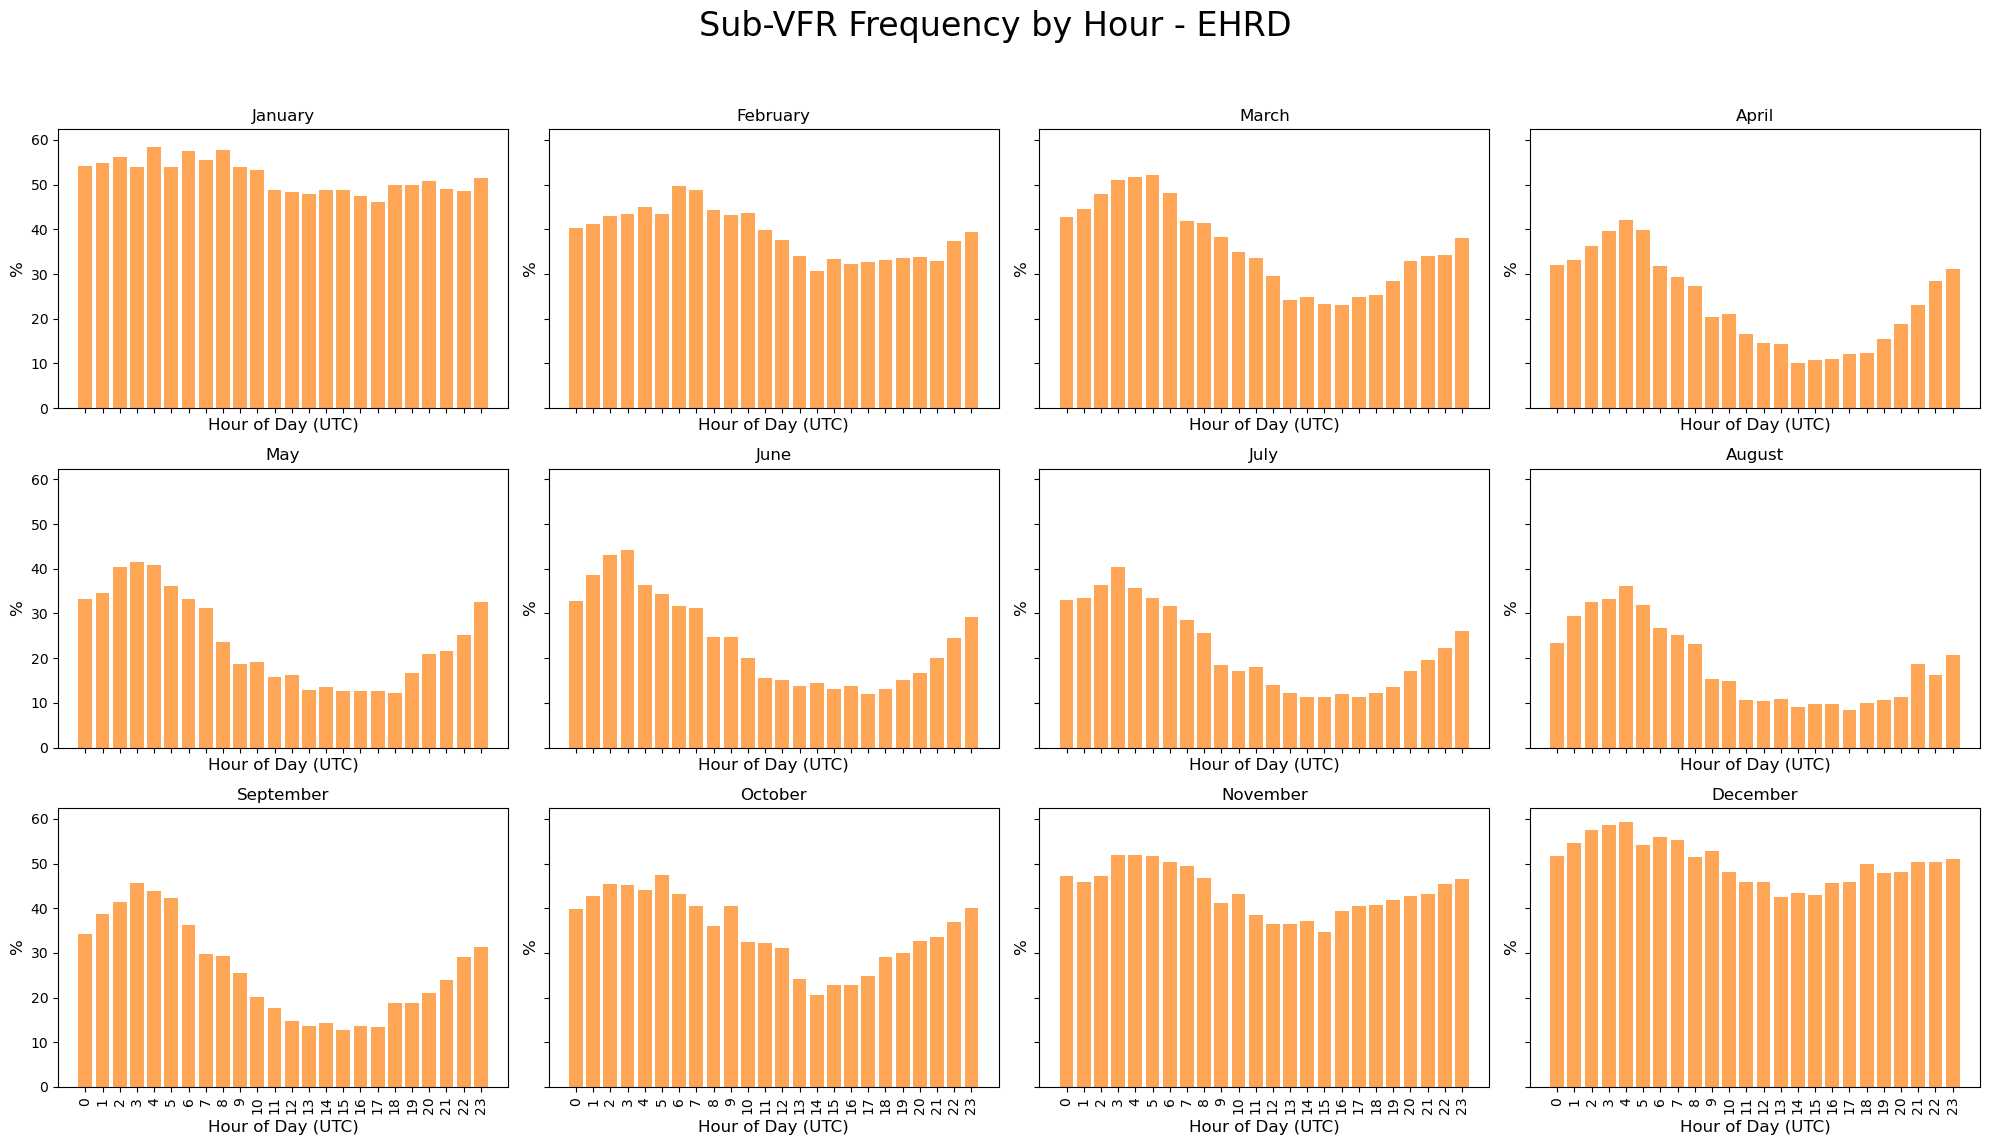 Sub-VFR Frequency by Hour - EHRD
January
February
March
April
60
50
40
30
20
10
0
%
%
%
%
Hour of Day (UTC)
Hour of Day (UTC)
Hour of Day (UTC)
Hour of Day (UTC)
May
June
July
August
60
50
40
30
20
10
0
%
%
%
%
Hour of Day (UTC)
Hour of Day (UTC)
Hour of Day (UTC)
Hour of Day (UTC)
September
October
November
December
60
50
40
30
20
10
0
%
%
%
%
0 1 2 3 4 5 6 7 8 9 10 11 12 13 14 15 16 17 18 19 20 21 22 23
0 1 2 3 4 5 6 7 8 9 10 11 12 13 14 15 16 17 18 19 20 21 22 23
0 1 2 3 4 5 6 7 8 9 10 11 12 13 14 15 16 17 18 19 20 21 22 23
0 1 2 3 4 5 6 7 8 9 10 11 12 13 14 15 16 17 18 19 20 21 22 23
Hour of Day (UTC)
Hour of Day (UTC)
Hour of Day (UTC)
Hour of Day (UTC)